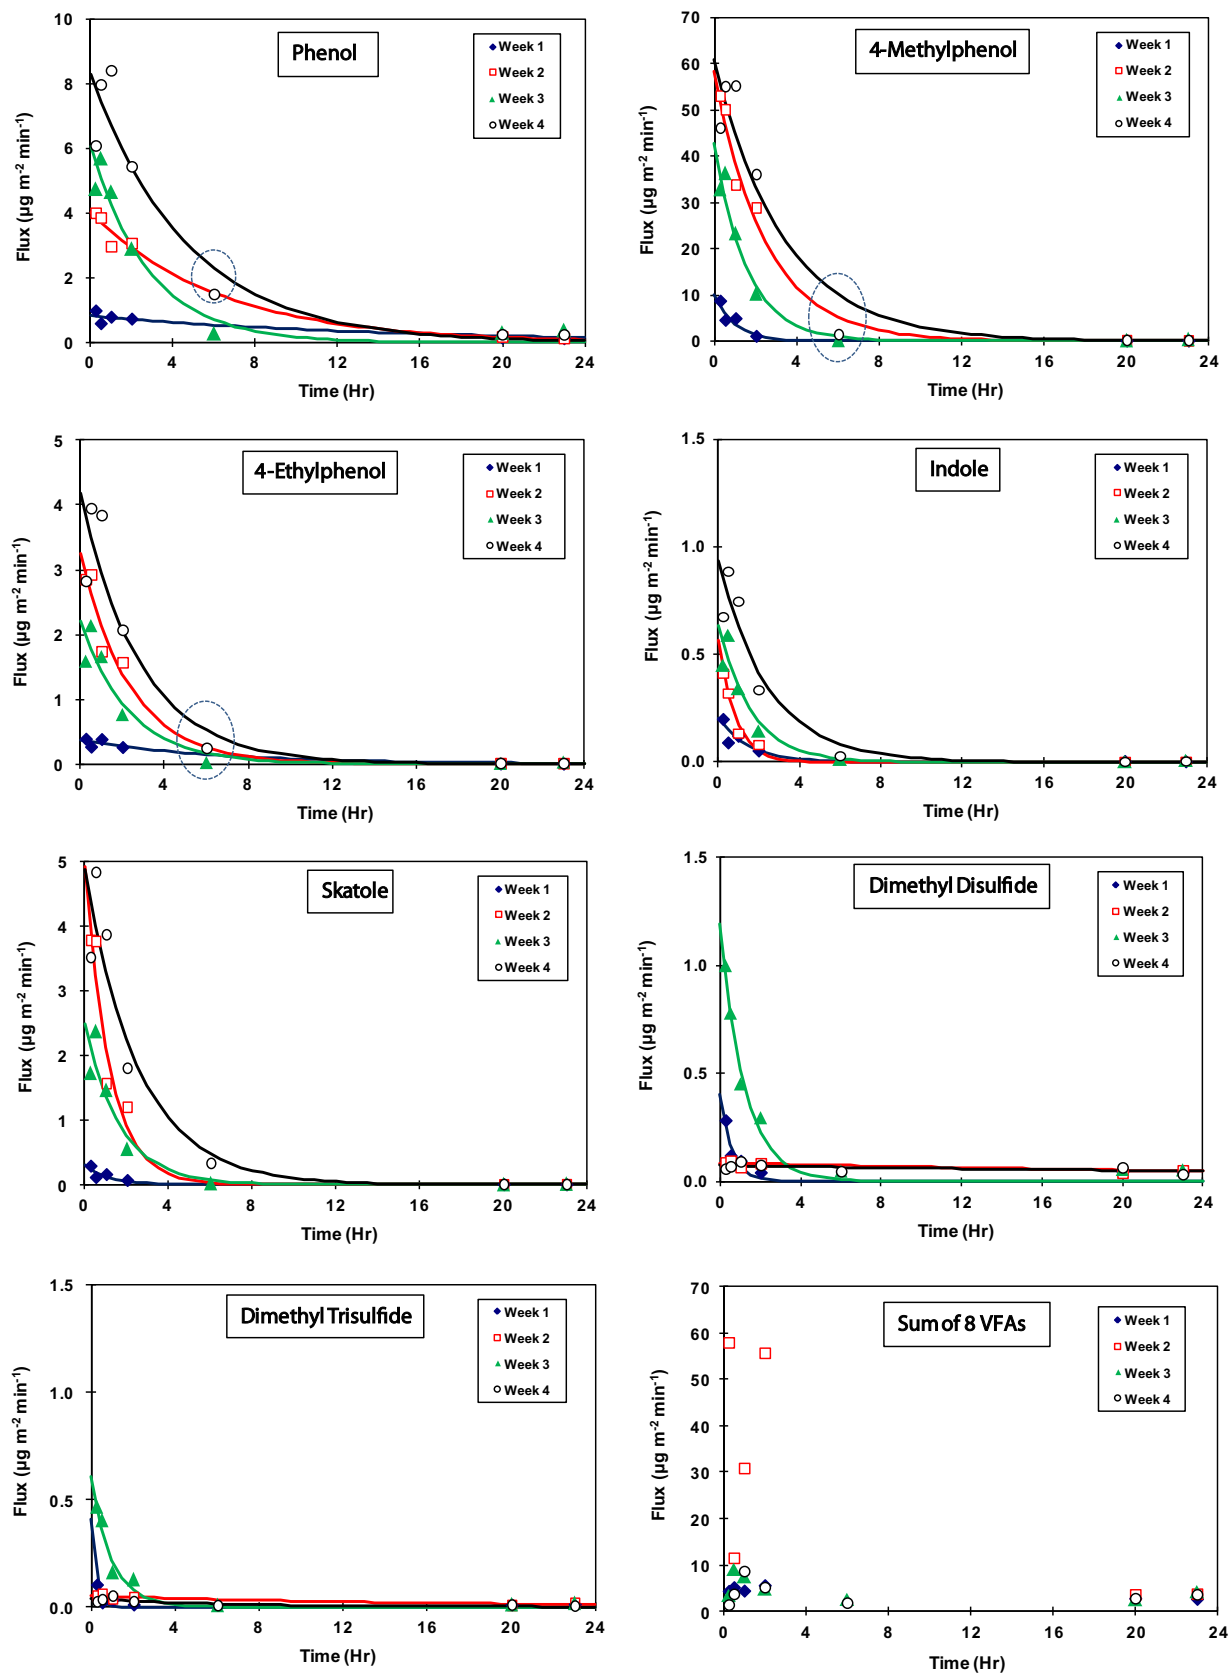 Phenol
Week 1
Week 2
Week 3
Week 4
10
8
6
4
2
0
0
4
8
12
16
20
24
Flux (µg m-2 min-1)
Time (Hr)
4-Methylphenol
Week 1
Week 2
Week 3
Week 4
70
60
50
40
30
20
10
0
0
4
8
12
16
20
24
Flux (µg m-2 min-1)
Time (Hr)
4-Ethylphenol
Week 1
Week 2
Week 3
Week 4
5
4
3
2
1
0
0
4
8
12
16
20
24
Flux (µg m-2 min-1)
Time (Hr)
Indole
Week 1
Week 2
Week 3
Week 4
1.5
1.0
0.5
0.0
0
4
8
12
16
20
24
Flux (µg m-2 min-1)
Time (Hr)
Skatole
Week 1
Week 2
Week 3
Week 4
5
4
3
2
1
0
0
4
8
12
16
20
24
Flux (µg m-2 min-1)
Time (Hr)
Dimethyl Disulfide
Week 1
Week 2
Week 3
Week 4
1.5
1.0
0.5
0.0
0
4
8
12
16
20
24
Flux (µg m-2 min-1)
Time (Hr)
Dimethyl Trisulfide
Week 1
Week 2
Week 3
Week 4
1.5
1.0
0.5
0.0
0
4
8
12
16
20
24
Flux (µg m-2 min-1)
Time (Hr)
Sum of 8 VFAs
Week 1
Week 2
Week 3
Week 4
70
60
50
40
30
20
10
0
0
4
8
12
16
20
24
Flux (µg m-2 min-1)
Time (Hr)